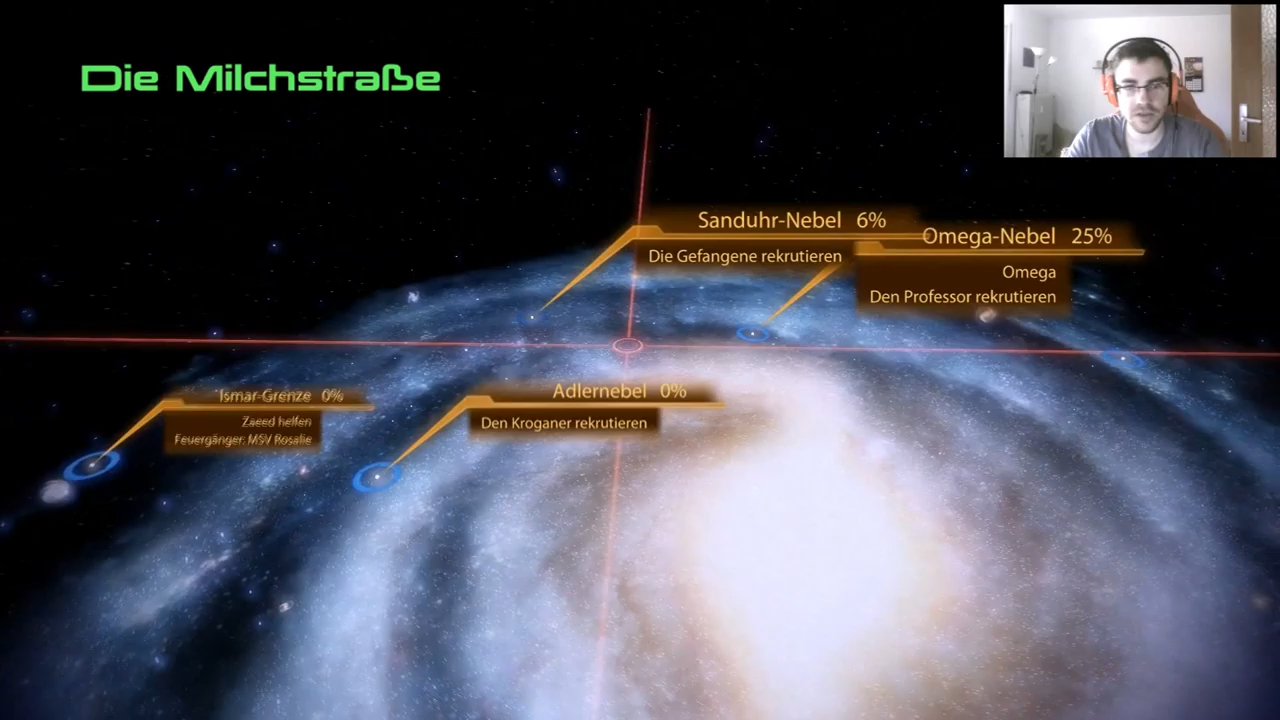 Die Milchstraße
Sanduhr-Nebel 6%
Die Gefangene rekrutieren
Omega-Nebel 25%
Omega
Den Professor rekrutieren
Ismar-Grenze 0%
Zaeed helfen
Feuergänger: MSV Rosalie
Adlernebel 0%
Den Kroganer rekrutieren